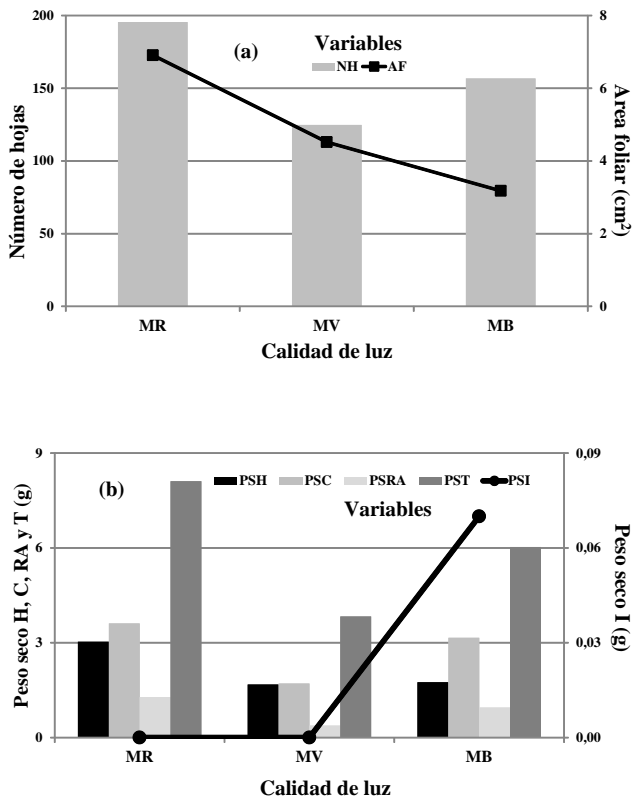 (a)
Variables
NH AF
Número de hojas
200
150
100
50
0
Area foliar (cm²)
8
6
4
2
0
MR MV MB
Calidad de luz
(b)
PSH PSC PSRA PST PSI
Variables
Peso seco H, C, RA y T (g)
9
6
3
0
Peso seco I (g)
0,09
0,06
0,03
0,00
MR MV MB
Calidad de luz